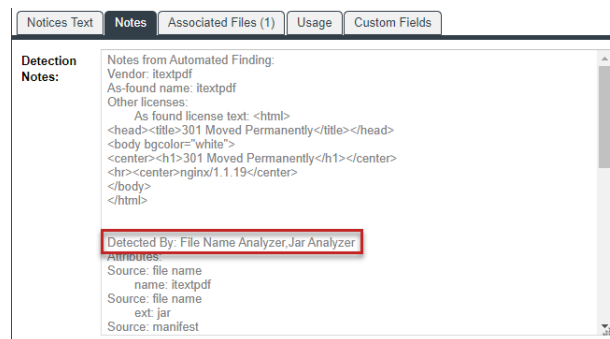 Notices Text Notes Associated Files (1) Usage Custom Fields
Detection Notes:
Notes from Automated Finding:
Vendor: itextpdf
As-found name: itextpdf
Other licenses:
As found license text: <html>
<head><title>301 Moved Permanently</title></head>
<body bgcolor="white">
<center><h1>301 Moved Permanently</h1></center>
<hr><center>nginx/1.1.19</center>
</body>
</html>
Detected By: File Name Analyzer,Jar Analyzer
Attributes:
Source: file name
name: itextpdf
Source: file name
ext: jar
Source: manifest